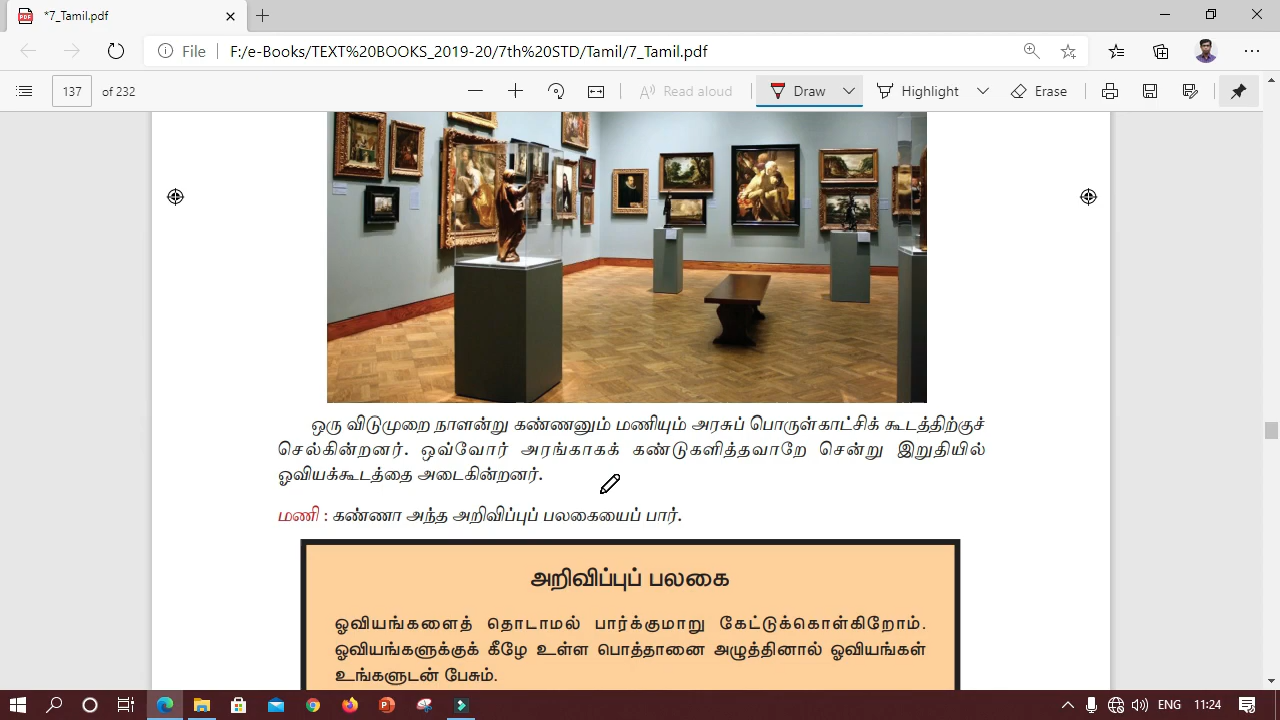 *7_Tamil.pdf
File F:/e-Books/TEXT%20BOOKS_2019-20/7th%20STD/Tamil/7_Tamil.pdf
137 of 232 Read aloud Draw Highlight Erase
ஒரு விடுமுறை நாளன்று கண்ணனும் மணியும் அரசுப் பொருள்காட்சிக் கூடத்திற்குச்
செல்கின்றனர். ஒவ்வோர் அரங்காகக் கண்டுகளித்தவாறே சென்று இறுதியில்
ஓவியக்கூடத்தை அடைகின்றனர்.
மணி : கண்ணா அந்த அறிவிப்புப் பலகையைப் பார்.
அறிவிப்புப் பலகை
ஓவியங்களைத் தொடாமல் பார்க்குமாறு கேட்டுக்கொள்கிறோம்.
ஓவியங்களுக்குக் கீழே உள்ள பொத்தானை அழுத்தினால் ஓவியங்கள்
உங்களுடன் பேசும்.
ENG 11:24